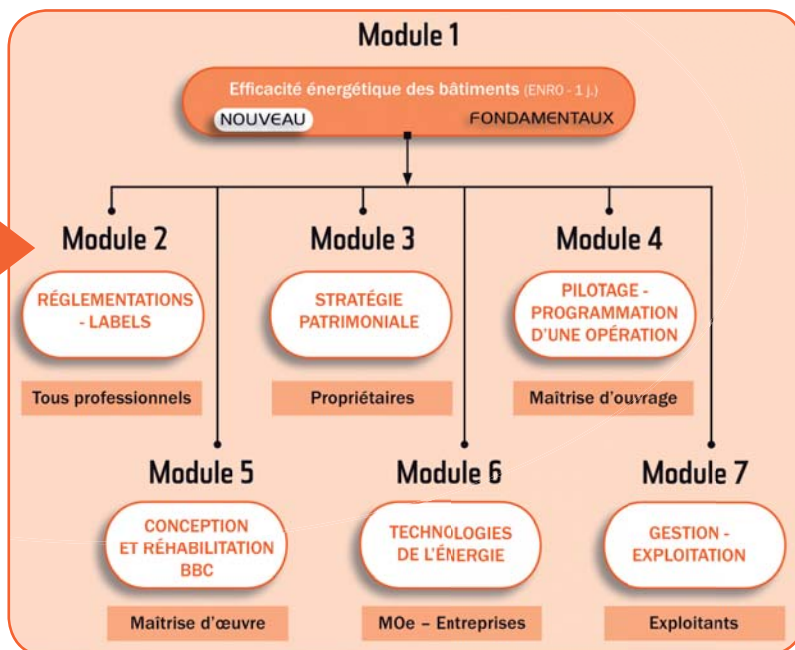 Module 1
Efficacité énergétique des bâtiments (ENR0 - 1 j.)
NOUVEAU
FONDAMENTAUX
Module 2
RÉGLEMENTATIONS
- LABELS
Tous professionnels
Module 3
STRATÉGIE
PATRIMONIALE
Propriétaires
Module 4
PILOTAGE -
PROGRAMMATION
D'UNE OPÉRATION
Maîtrise d'ouvrage
Module 5
CONCEPTION
ET RÉHABILITATION
BBC
Maîtrise d'œuvre
Module 6
TECHNOLOGIES
DE L'ÉNERGIE
MOe – Entreprises
Module 7
GESTION -
EXPLOITATION
Exploitants